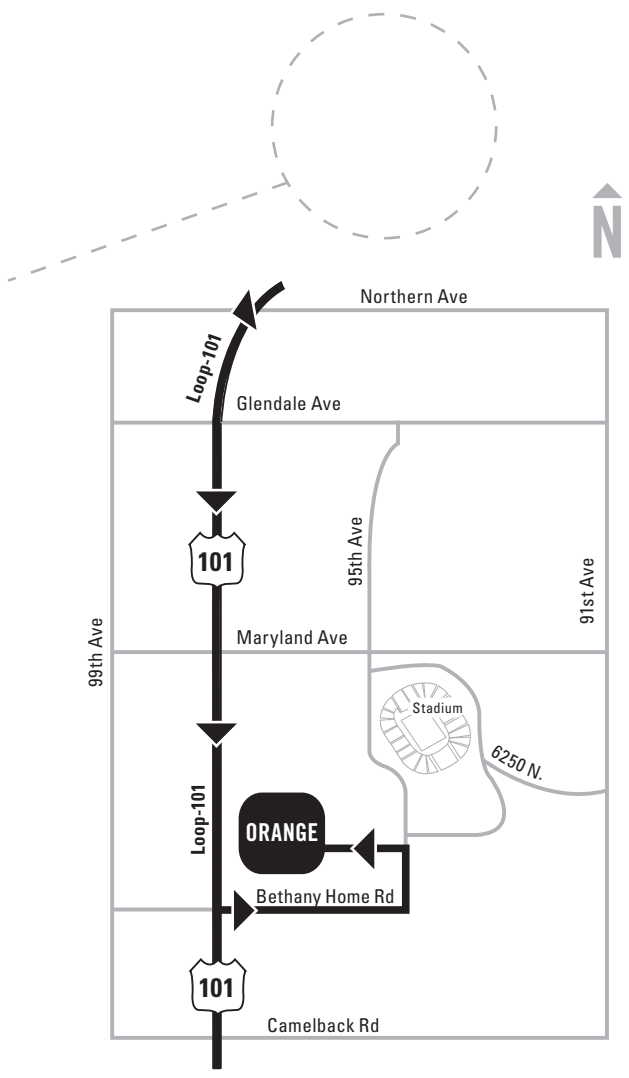 N
Northern Ave
Loop-101
Glendale Ave
95th Ave
101
91st Ave
99th Ave
Maryland Ave
Stadium
6250 N.
Loop-101
ORANGE
Bethany Home Rd
101
Camelback Rd